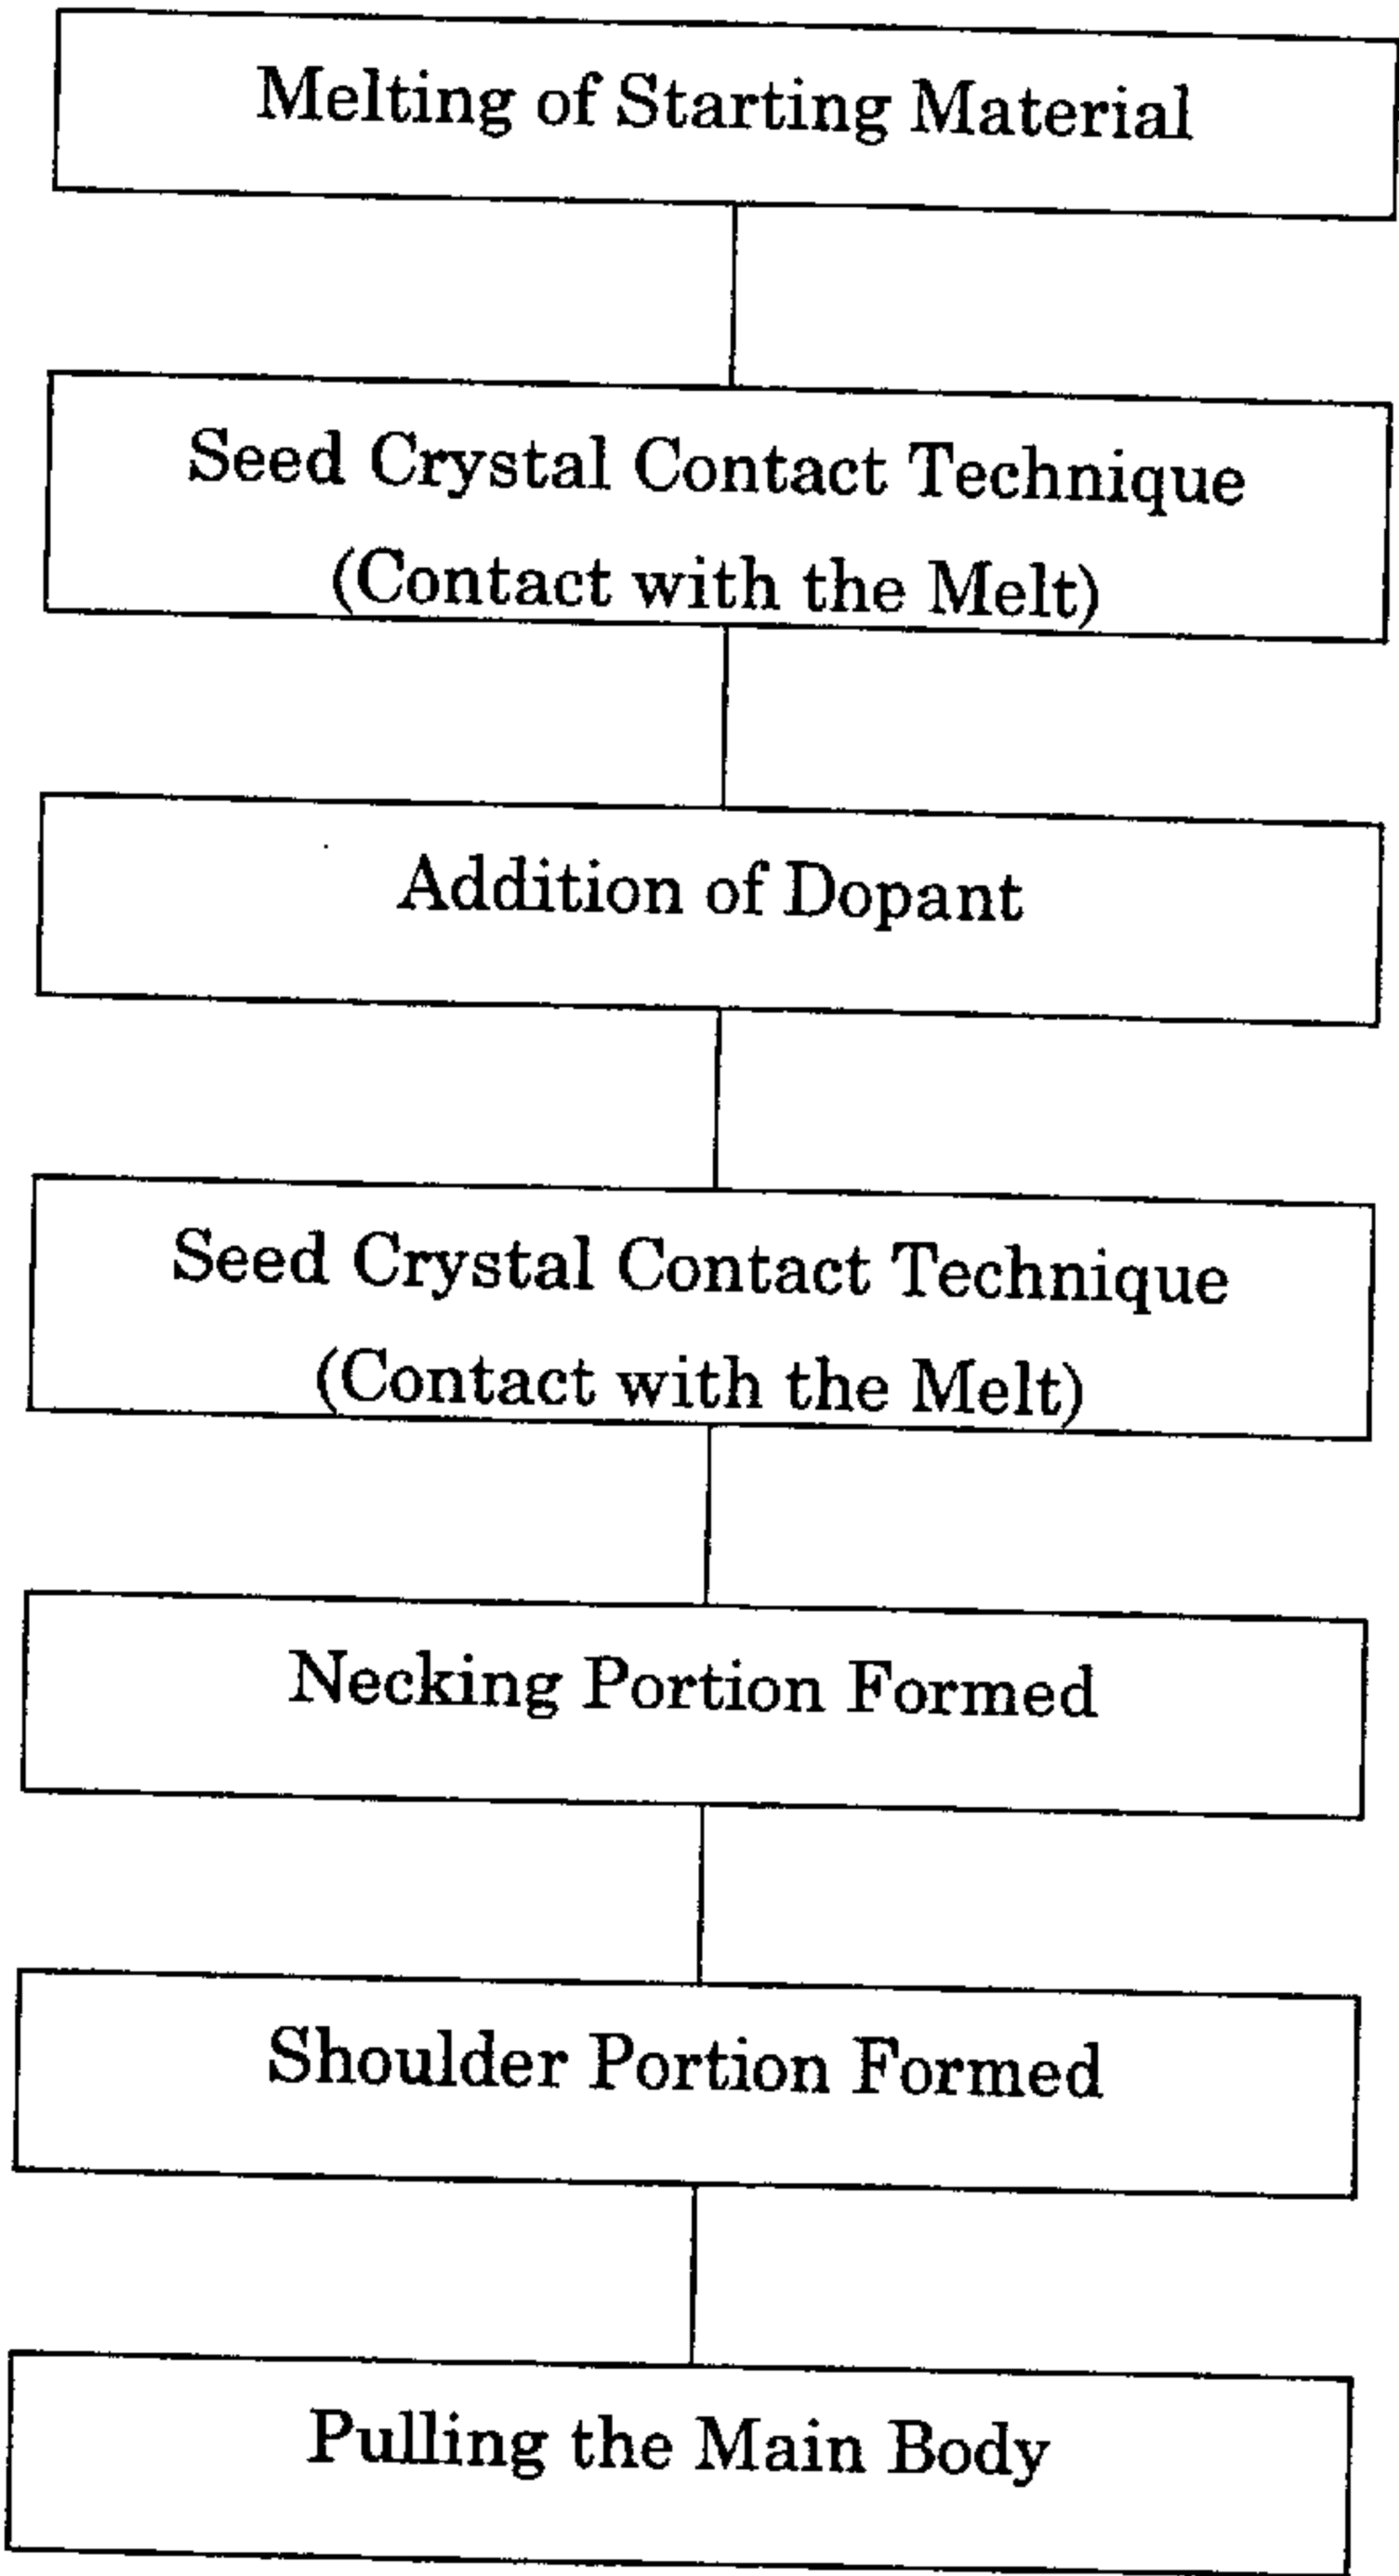 Melting of Starting Material
Seed Crystal Contact Technique
(Contact with the Melt)
Addition of Dopant
Seed Crystal Contact Technique
(Contact with the Melt)
Necking Portion Formed
Shoulder Portion Formed
Pulling the Main Body